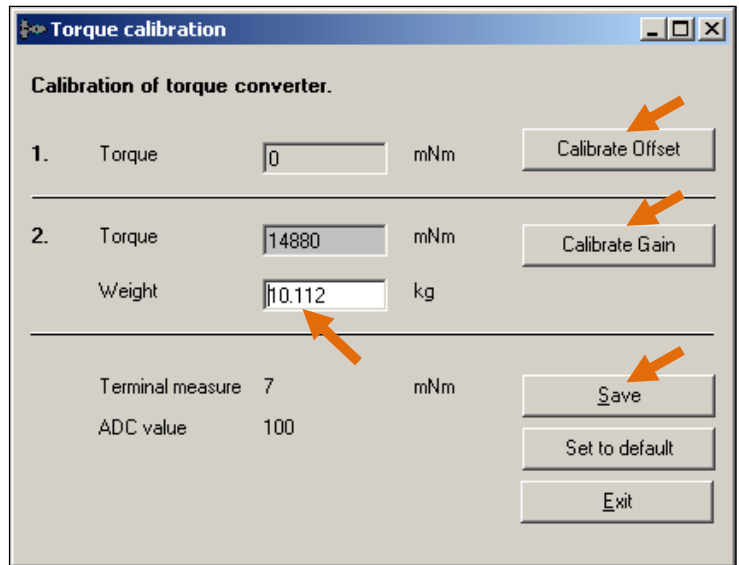 Torque calibration
Calibration of torque converter.
1. Torque 0 mNm Calibrate Offset
2. Torque 14880 mNm Calibrate Gain
Weight 10.112 kg
Terminal measure 7 mNm Save
ADC value 100
Set to default
Exit